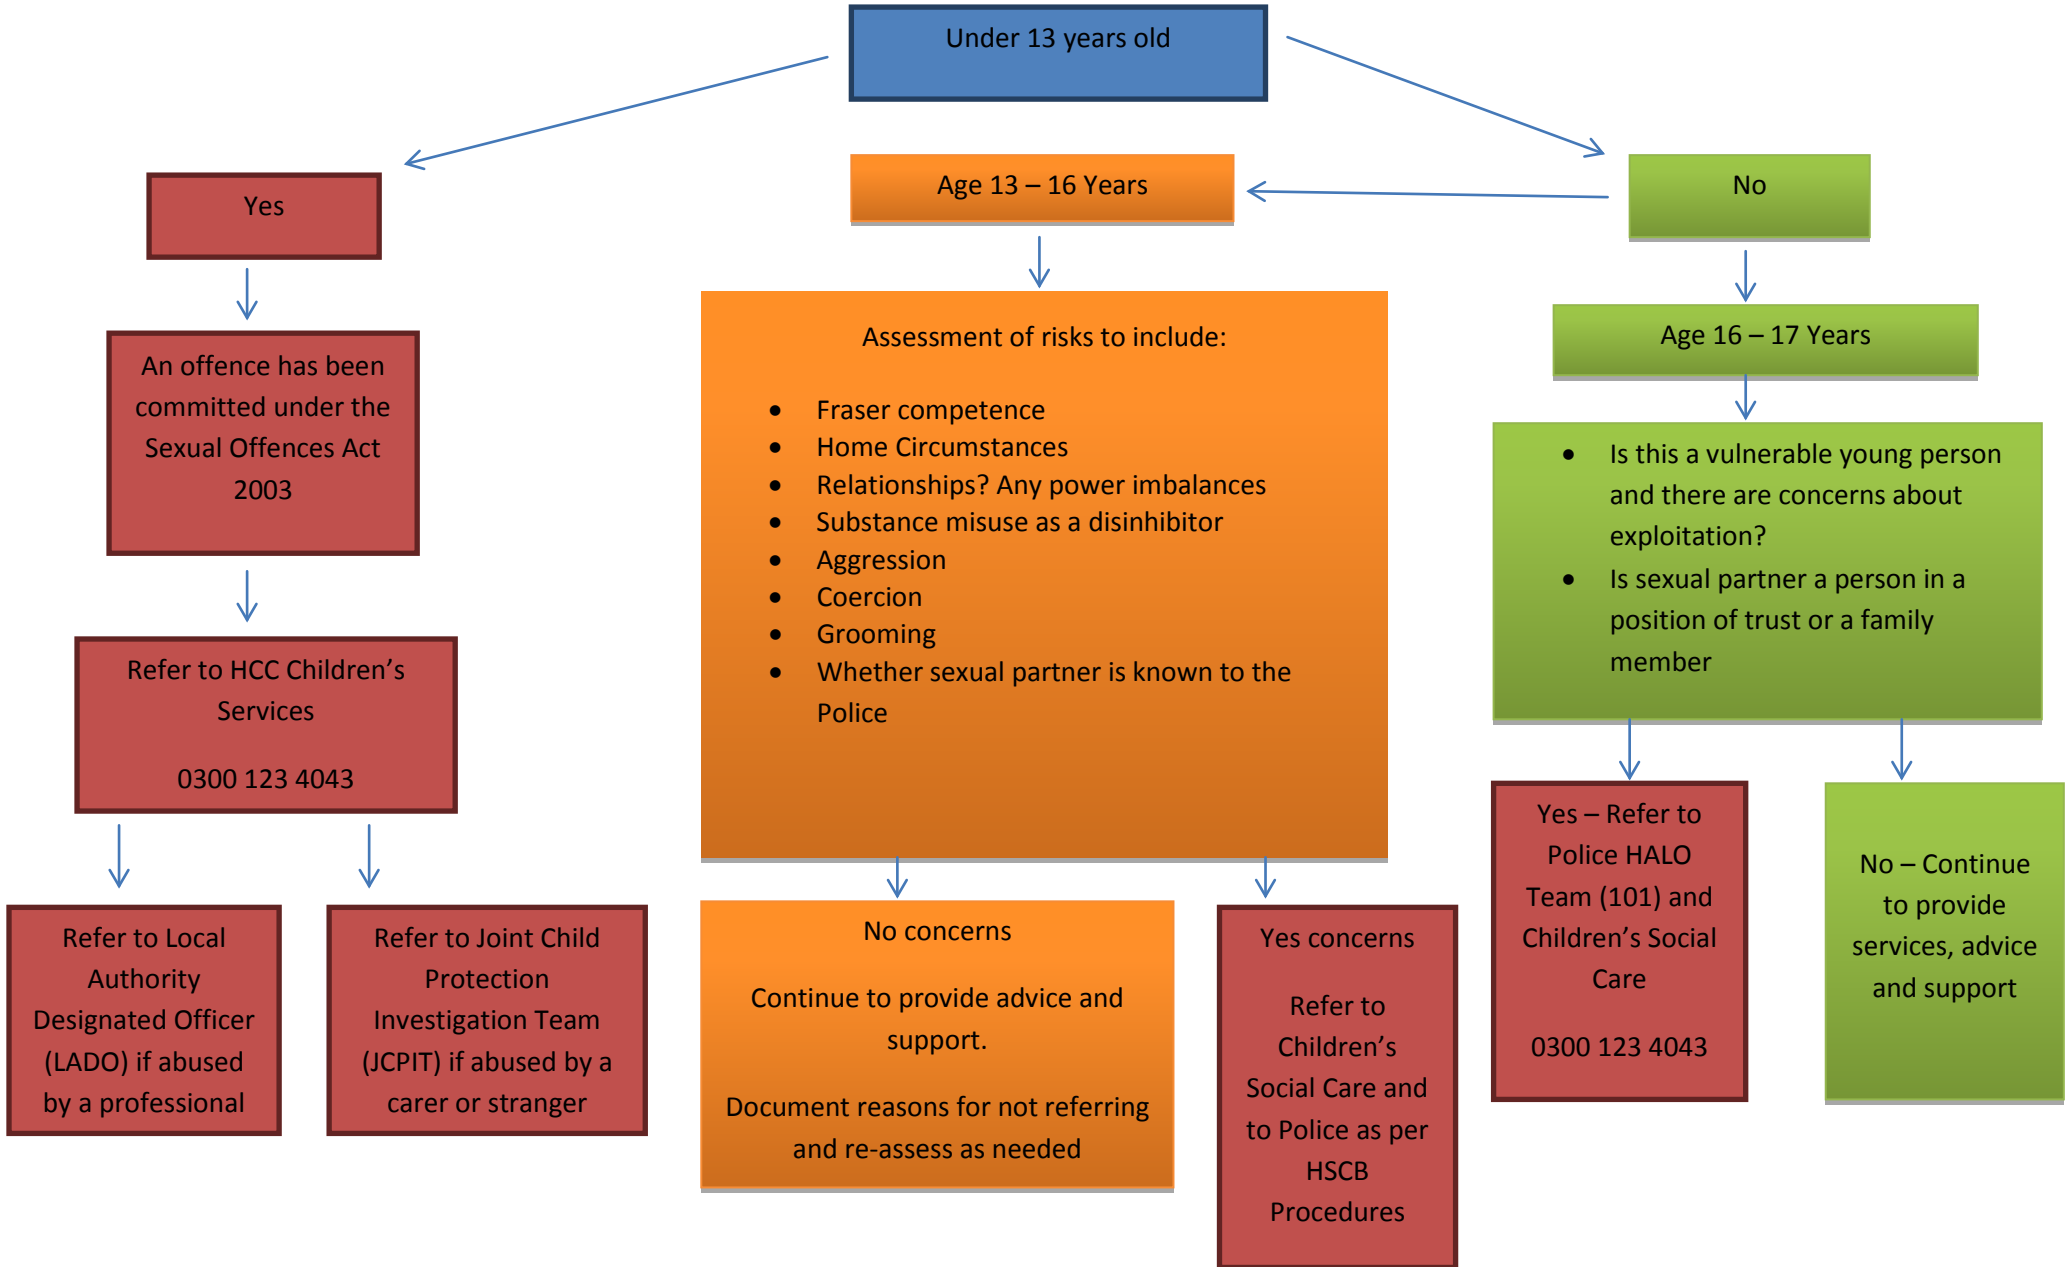 Under 13 years old
Yes
Age 13 – 16 Years
No
An offence has been
committed under the
Sexual Offences Act
2003
Refer to HCC Children’s
Services
0300 123 4043
Refer to Local
Authority
Designated Officer
(LADO) if abused
by a professional
Refer to Joint Child
Protection
Investigation Team
(JCPIT) if abused by a
carer or stranger
Assessment of risks to include:
• Fraser competence
• Home Circumstances
• Relationships? Any power imbalances
• Substance misuse as a disinhibitor
• Aggression
• Coercion
• Grooming
• Whether sexual partner is known to the
Police
No concerns
Continue to provide advice and
support.
Document reasons for not referring
and re-assess as needed
Yes concerns
Refer to
Children’s
Social Care and
to Police as per
HSCB
Procedures
Age 16 – 17 Years
• Is this a vulnerable young person
and there are concerns about
exploitation?
• Is sexual partner a person in a
position of trust or a family
member
Yes – Refer to
Police HALO
Team (101) and
Children’s Social
Care
0300 123 4043
No – Continue
to provide
services, advice
and support